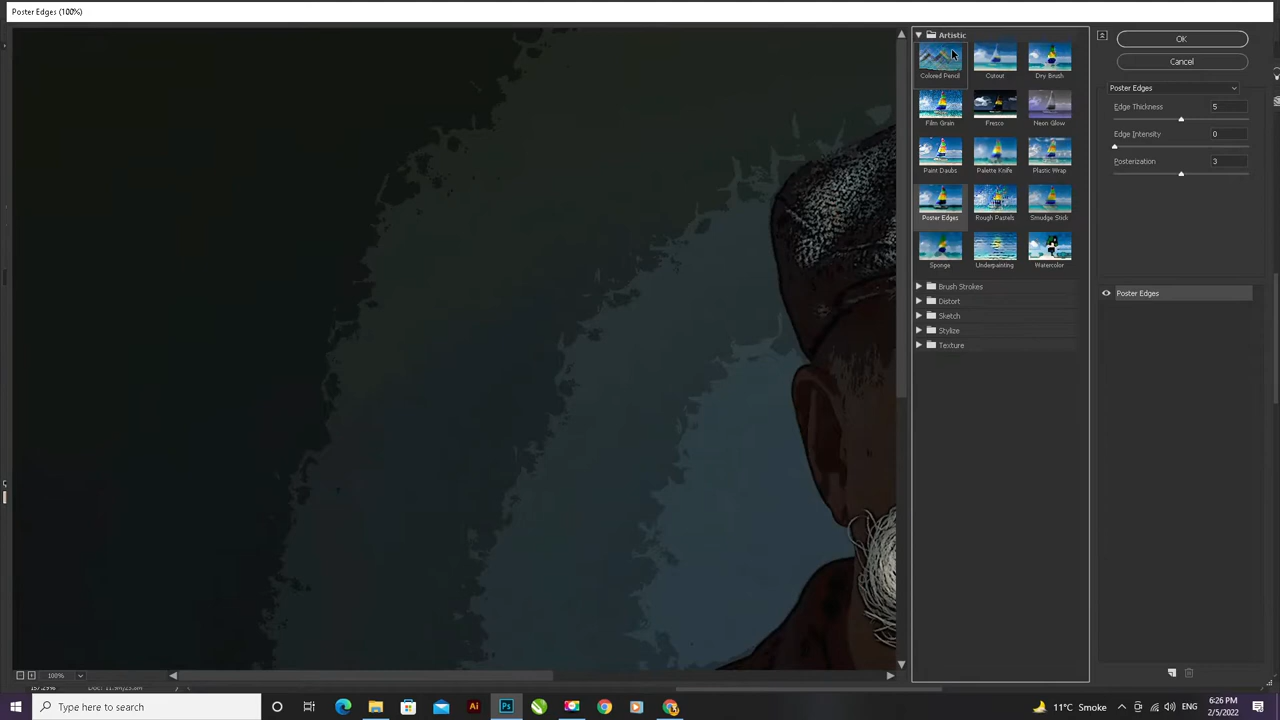 Poster Edges (100%)
Artistic
Colored Pencil
Cutout
Dry Brush
Film Grain
Fresco
Neon Glow
Paint Daubs
Palette Knife
Plastic Wrap
Poster Edges
Rough Pastels
Smudge Stick
Sponge
Underpainting
Watercolor
Brush Strokes
Distort
Sketch
Stylize
Texture
OK
Cancel
Poster Edges
Edge Thickness 5
Edge Intensity 0
Posterization 3
Poster Edges
100%
Type here to search
Ai
Ps
11°C Smoke
ENG
6:26 PM
2/5/2022